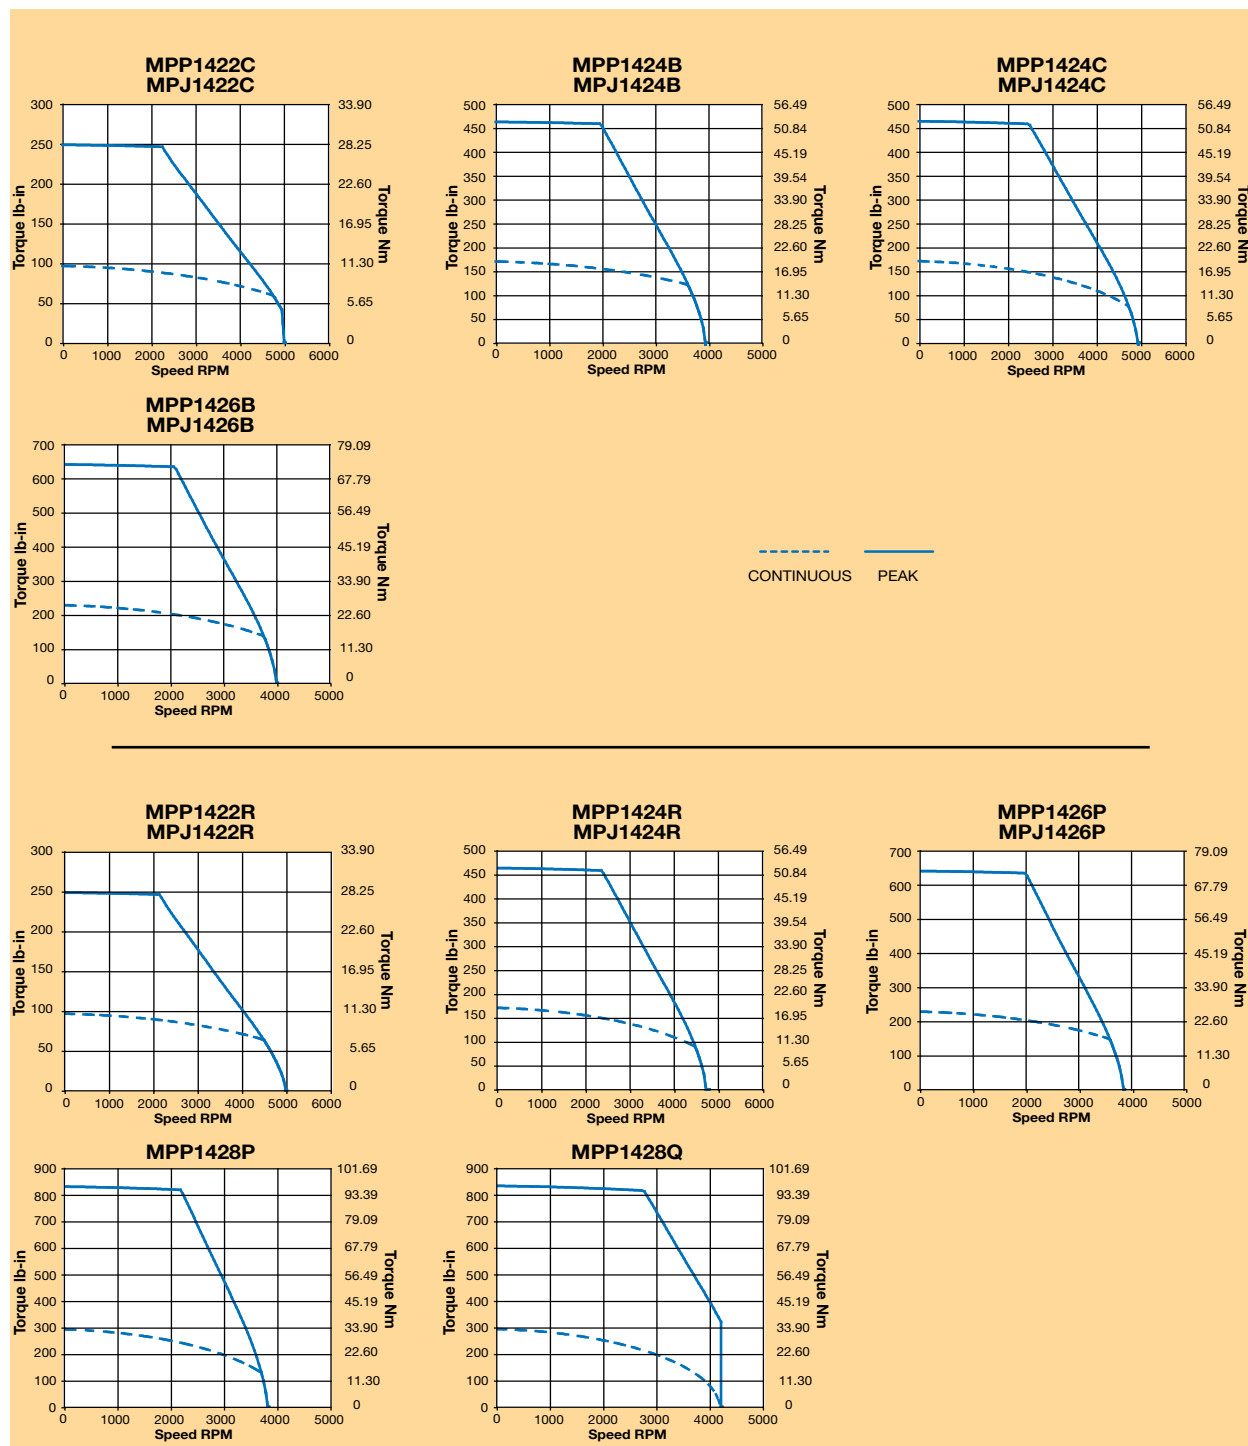 MPP1422C
MPJ1422C
300 33.90
250 28.25
200 22.60
150 16.95
100 11.30
50 5.65
0 0
0 1000 2000 3000 4000 5000 6000
Speed RPM
Torque lb-in
Torque Nm
MPP1424B
MPJ1424B
500 56.49
450 50.84
400 45.19
350 39.54
300 33.90
250 28.25
200 22.60
150 16.95
100 11.30
50 5.65
0 0
0 1000 2000 3000 4000 5000
Speed RPM
Torque lb-in
Torque Nm
MPP1424C
MPJ1424C
500 56.49
450 50.84
400 45.19
350 39.54
300 33.90
250 28.25
200 22.60
150 16.95
100 11.30
50 5.65
0 0
0 1000 2000 3000 4000 5000 6000
Speed RPM
Torque lb-in
Torque Nm
MPP1426B
MPJ1426B
700 79.09
600 67.79
500 56.49
400 45.19
300 33.90
200 22.60
100 11.30
0 0
0 1000 2000 3000 4000 5000
Speed RPM
Torque lb-in
Torque Nm
CONTINUOUS PEAK
MPP1422R
MPJ1422R
300 33.90
250 28.25
200 22.60
150 16.95
100 11.30
50 5.65
0 0
0 1000 2000 3000 4000 5000 6000
Speed RPM
Torque lb-in
Torque Nm
MPP1424R
MPJ1424R
500 56.49
450 50.84
400 45.19
350 39.54
300 33.90
250 28.25
200 22.60
150 16.95
100 11.30
50 5.65
0 0
0 1000 2000 3000 4000 5000 6000
Speed RPM
Torque lb-in
Torque Nm
MPP1426P
MPJ1426P
700 79.09
600 67.79
500 56.49
400 45.19
300 33.90
200 22.60
100 11.30
0 0
0 1000 2000 3000 4000 5000
Speed RPM
Torque lb-in
Torque Nm
MPP1428P
900 101.69
800 93.39
700 79.09
600 67.79
500 56.49
400 45.19
300 33.90
200 22.60
100 11.30
0 0
0 1000 2000 3000 4000 5000
Speed RPM
Torque lb-in
Torque Nm
MPP1428Q
900 101.69
800 93.39
700 79.09
600 67.79
500 56.49
400 45.19
300 33.90
200 22.60
100 11.30
0 0
0 1000 2000 3000 4000 5000
Speed RPM
Torque lb-in
Torque Nm